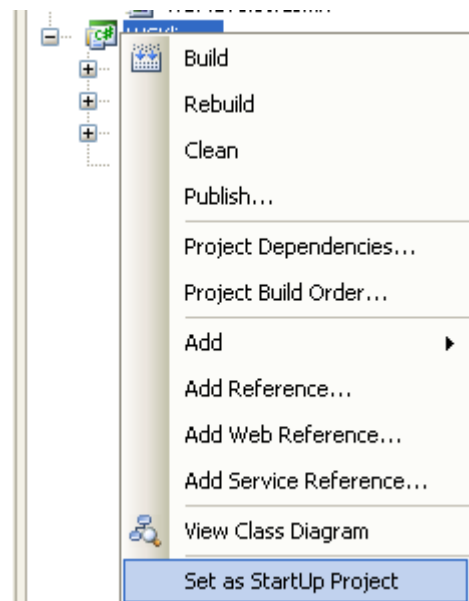 Build
Rebuild
Clean
Publish...
Project Dependencies...
Project Build Order...
Add
Add Reference...
Add Web Reference...
Add Service Reference...
View Class Diagram
Set as StartUp Project